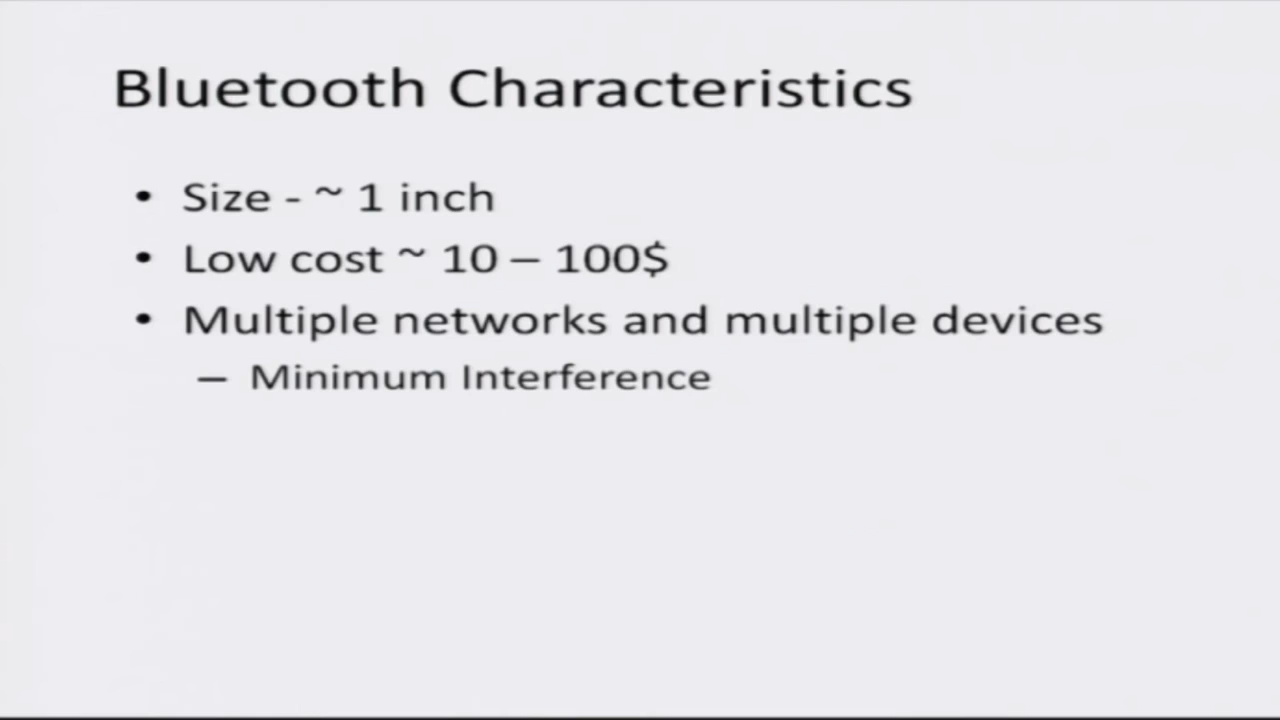 Bluetooth Characteristics
• Size - ~ 1 inch
• Low cost ~ 10 – 100$
• Multiple networks and multiple devices
– Minimum Interference